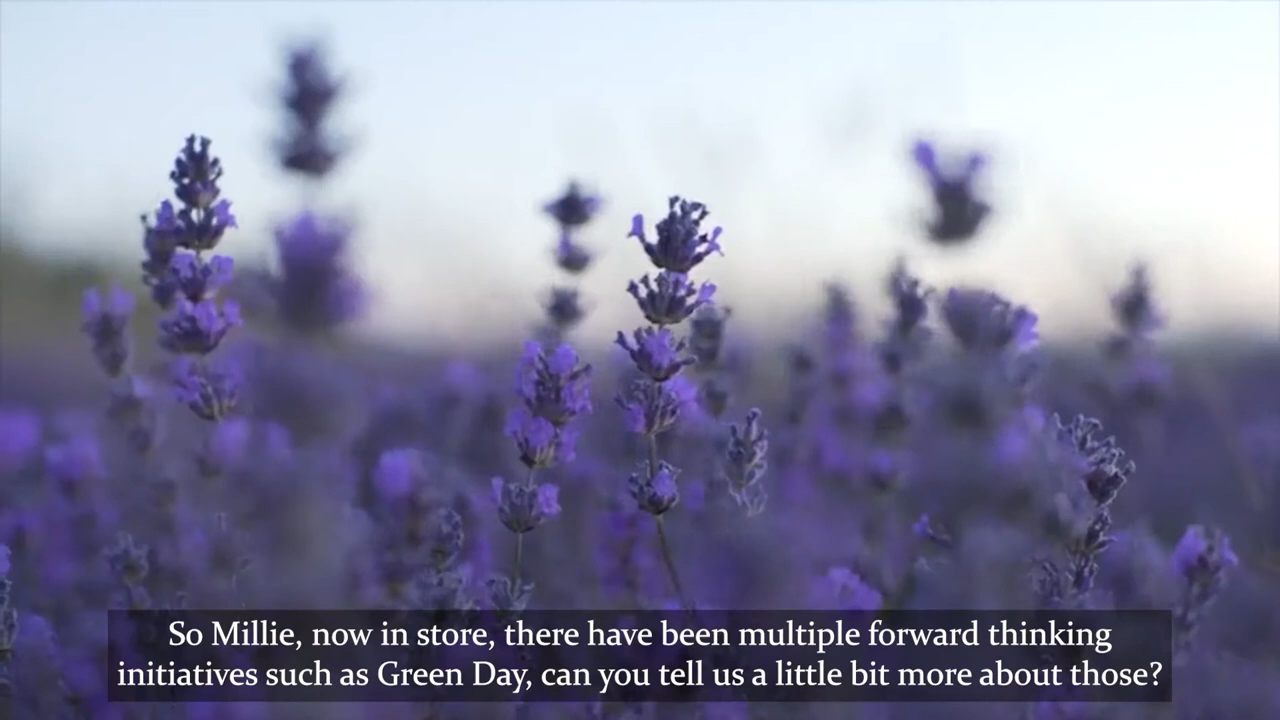 So Millie, now in store, there have been multiple forward thinking
initiatives such as Green Day, can you tell us a little bit more about those?